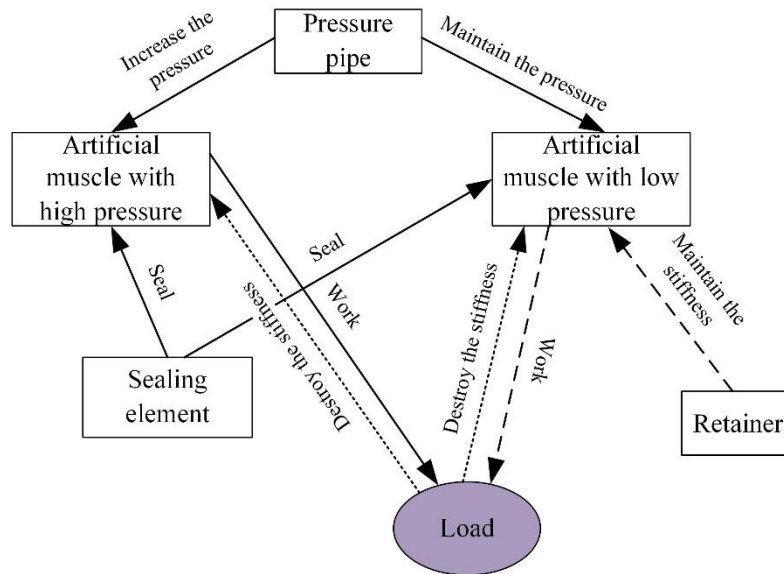 Pressure
pipe
Increase the
pressure
Maintain the pressure
Artificial
muscle with
high pressure
Artificial
muscle with low
pressure
Seal
Seal
Work
Destroy the stiffness
Destroy the stiffness
Work
Maintain the
stiffness
Sealing
element
Retainer
Load